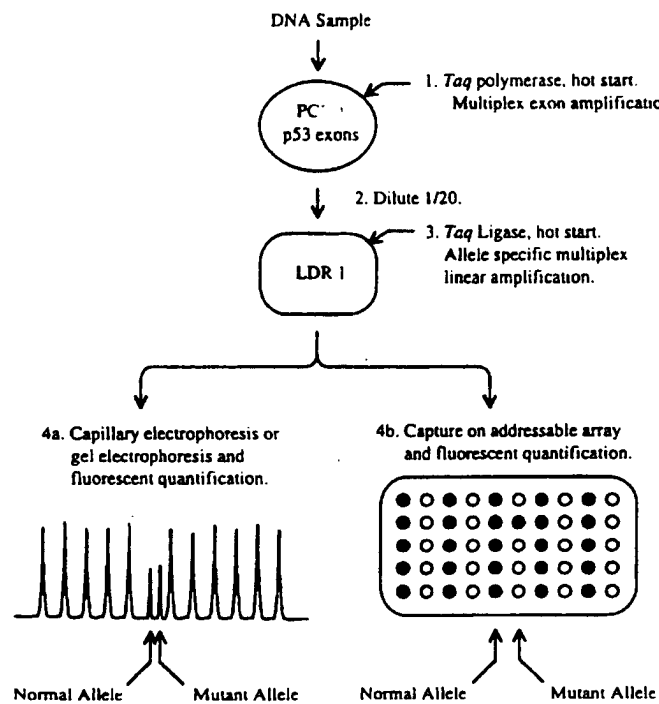 DNA Sample
1. Taq polymerase, hot start.
Multiplex exon
p53 exons
2. Dilute 1/20.
3. Taq Ligase, hot start.
Allele specific multiplex
linear amplification.
LDR 1
4a. Capillary electrophoresis or
gel electrophoresis and
fluorescent quantification.
4b. Capture on addressable array
and fluorescent quantification.
Normal Allele
Mutant Allele
Normal Allele
Mutant Allele